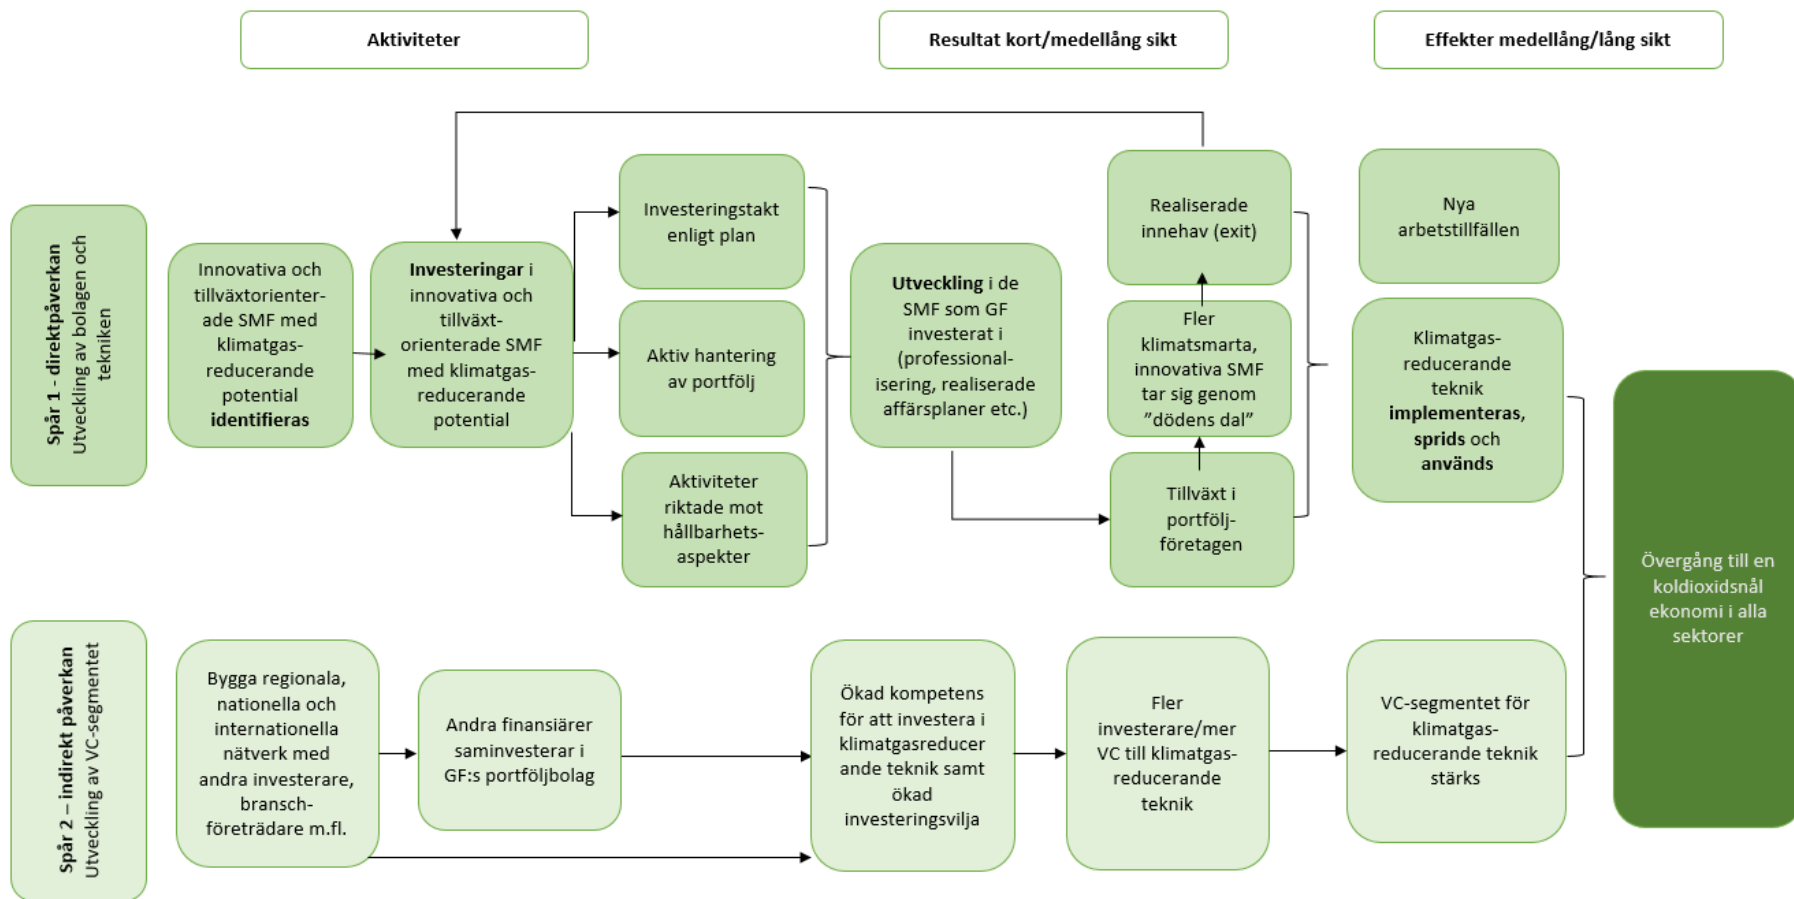 Aktiviteter
Resultat kort/medellång sikt
Effekter medellång/lång sikt
Spår 1 - direktpåverkan
Utveckling av bolagen och
tekniken
Innovativa och
tillväxtorienter-
ade SMF med
klimatgas-
reducerande
potential
identifieras
Investeringar i
innovativa och
tillväxt-
orienterade SMF
med klimatgas-
reducerande
potential
Investeringstakt
enligt plan
Aktiv hantering
av portfölj
Aktiviteter
riktade mot
hållbarhets-
aspekter
Utveckling i de
SMF som GF
investerat i
(professional-
isering, realiserade
affärsplaner etc.)
Realiserade
innehav (exit)
Fler
klimatsmarta,
innovativa SMF
tar sig genom
”dödens dal”
Tillväxt i
portfölj-
företagen
Nya
arbetstillfällen
Klimatgas-
reducerande
teknik
implementeras,
sprids och
används
Övergång till en
koldioxidsnål
ekonomi i alla
sektorer
Spår 2 – indirekt påverkan
Utveckling av VC-segmentet
Bygga regionala,
nationella och
internationella
nätverk med
andra investerare,
bransch-
företrädare m.fl.
Andra finansiärer
saminvesterar i
GF:s portföljbolag
Ökad kompetens
för att investera i
klimatgasreducer
ande teknik samt
ökad
investeringsvilja
Fler
investerare/mer
VC till klimatgas-
reducerande
teknik
VC-segmentet för
klimatgas-
reducerande teknik
stärks